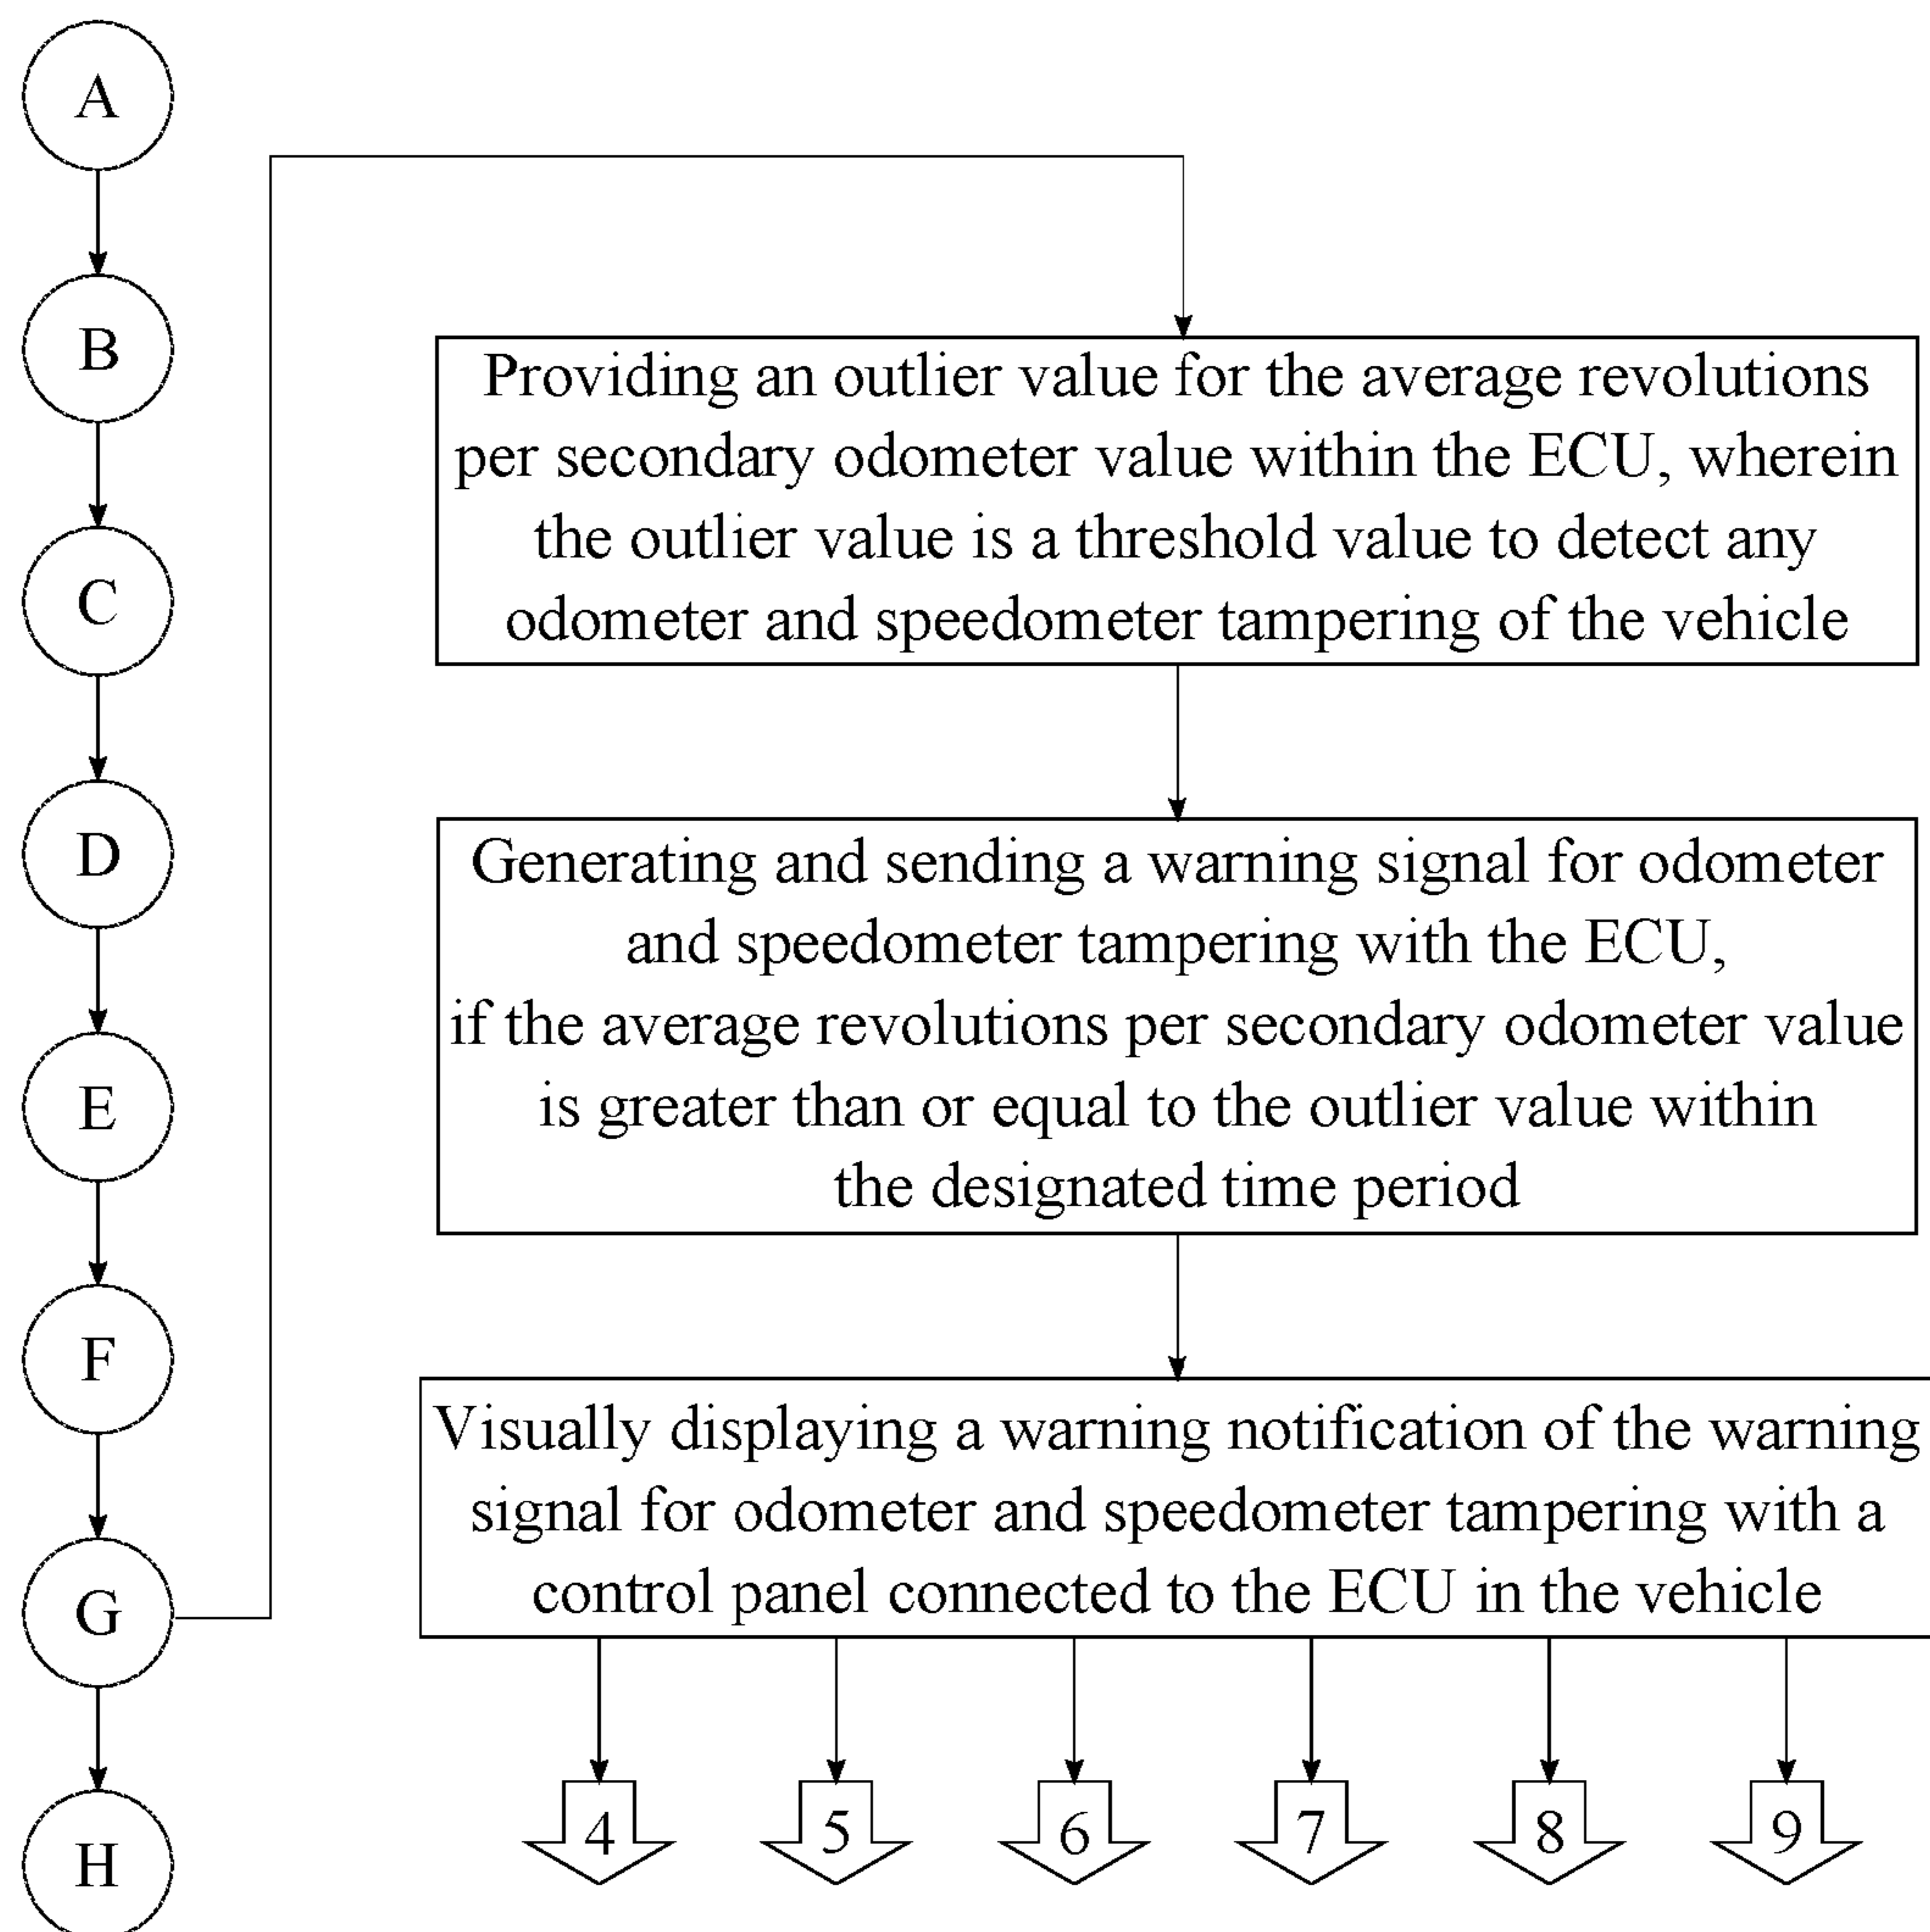 A
B
C
D
E
F
G
H
Providing an outlier value for the average revolutions
per secondary odometer value within the ECU, wherein
the outlier value is a threshold value to detect any
odometer and speedometer tampering of the vehicle
Generating and sending a warning signal for odometer
and speedometer tampering with the ECU,
if the average revolutions per secondary odometer value
is greater than or equal to the outlier value within
the designated time period
Visually displaying a warning notification of the warning
signal for odometer and speedometer tampering with a
control panel connected to the ECU in the vehicle
4 5 6 7 8 9